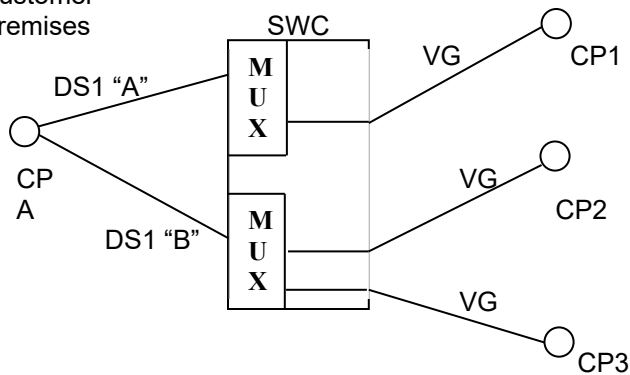 SWC
VG
CP1
DS1 “A”
M
U
X
CP
A
VG
CP2
DS1 “B”
M
U
X
VG
CP3
remises